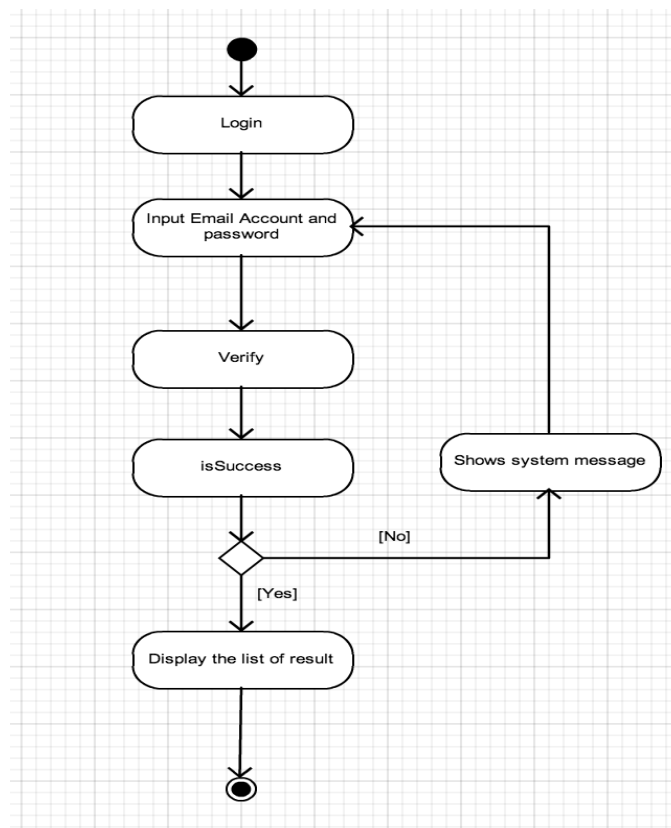 Login
Input Email Account and
password
Verify
isSuccess
Shows system message
[No]
[Yes]
Display the list of result